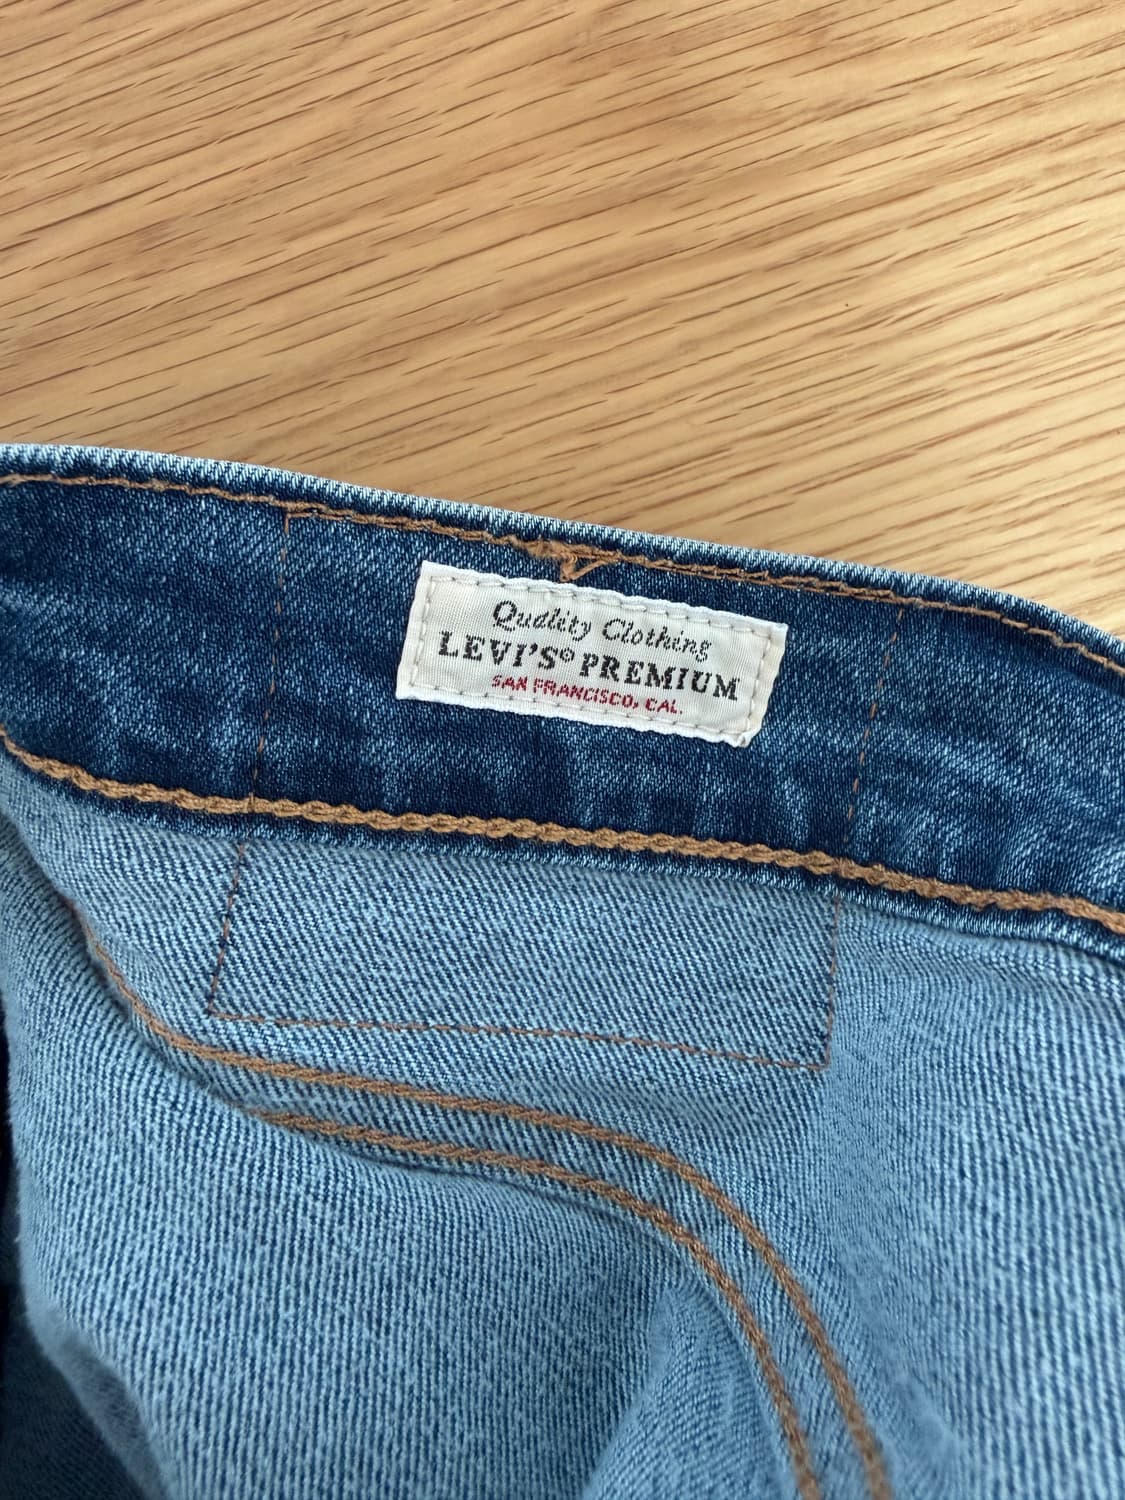 Quality Clothing
LEVI'S® PREMIUM
SAN FRANCISCO, CAL.